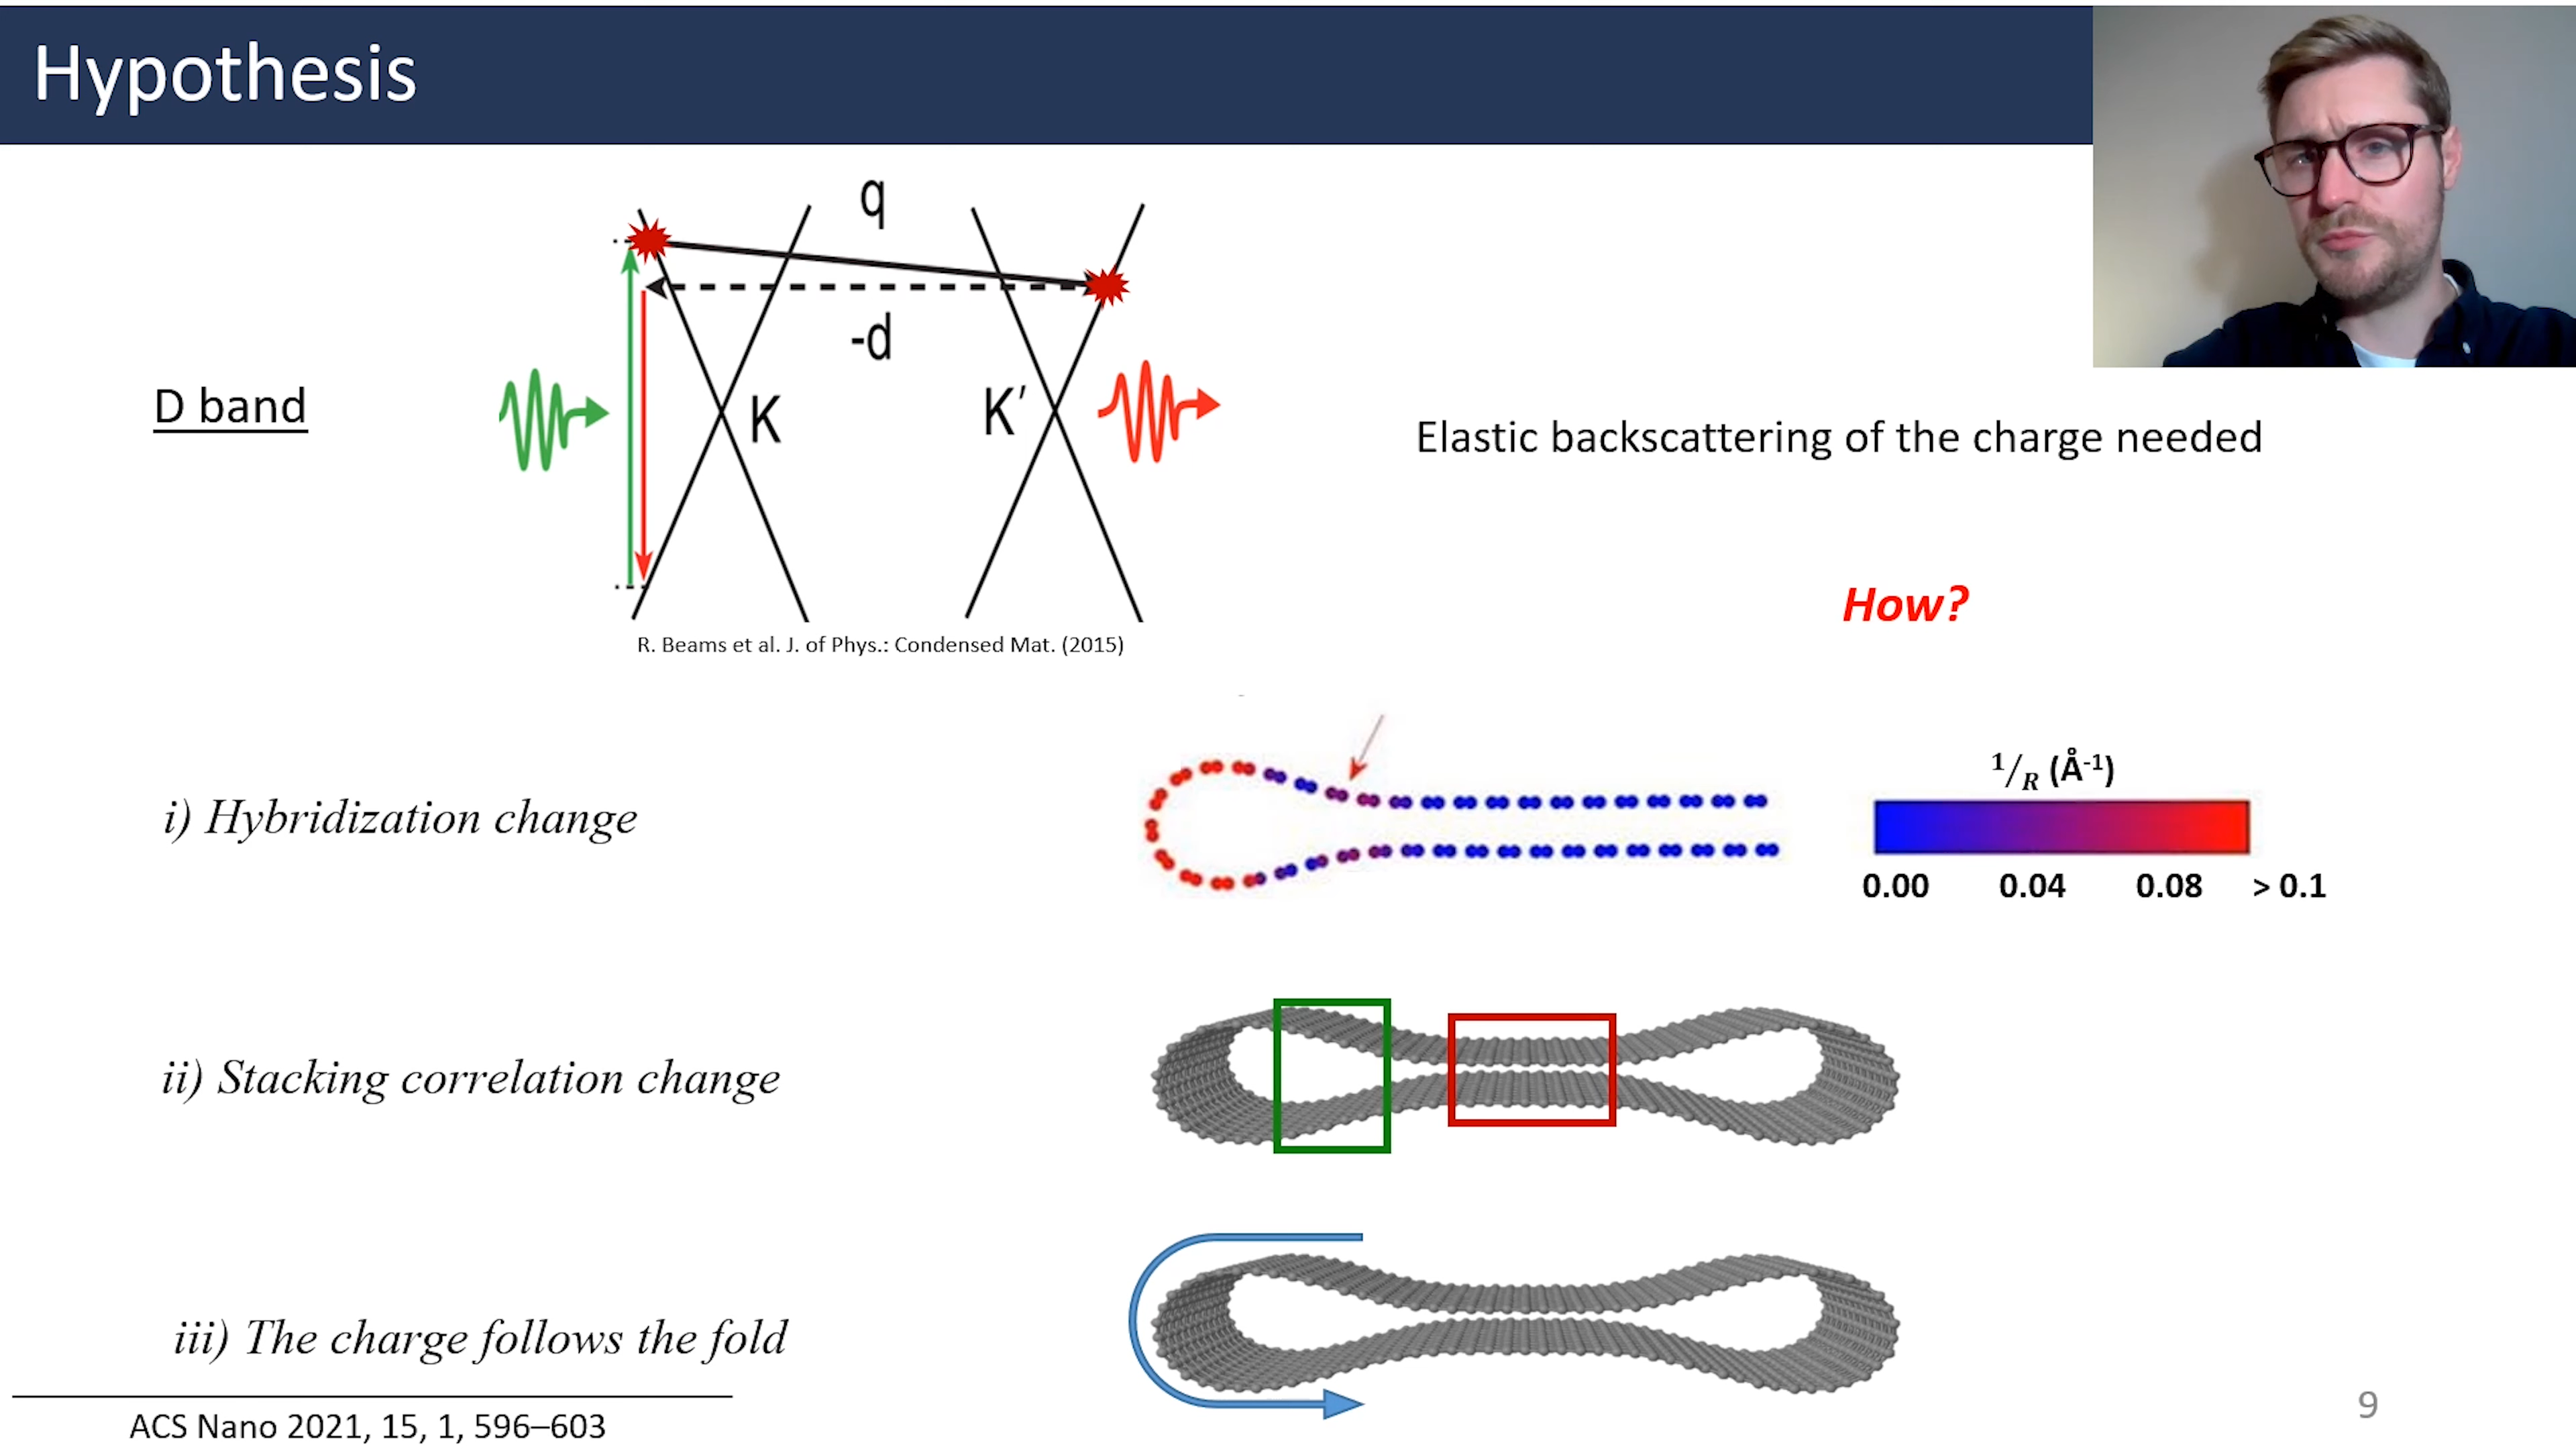 Hypothesis
q
-d
D band
K
K′
Elastic backscattering of the charge needed
How?
R. Beams et al. J. of Phys.: Condensed Mat. (2015)
1/R (Å-1)
i) Hybridization change
0.00 0.04 0.08 > 0.1
ii) Stacking correlation change
iii) The charge follows the fold
ACS Nano 2021, 15, 1, 596–603
9